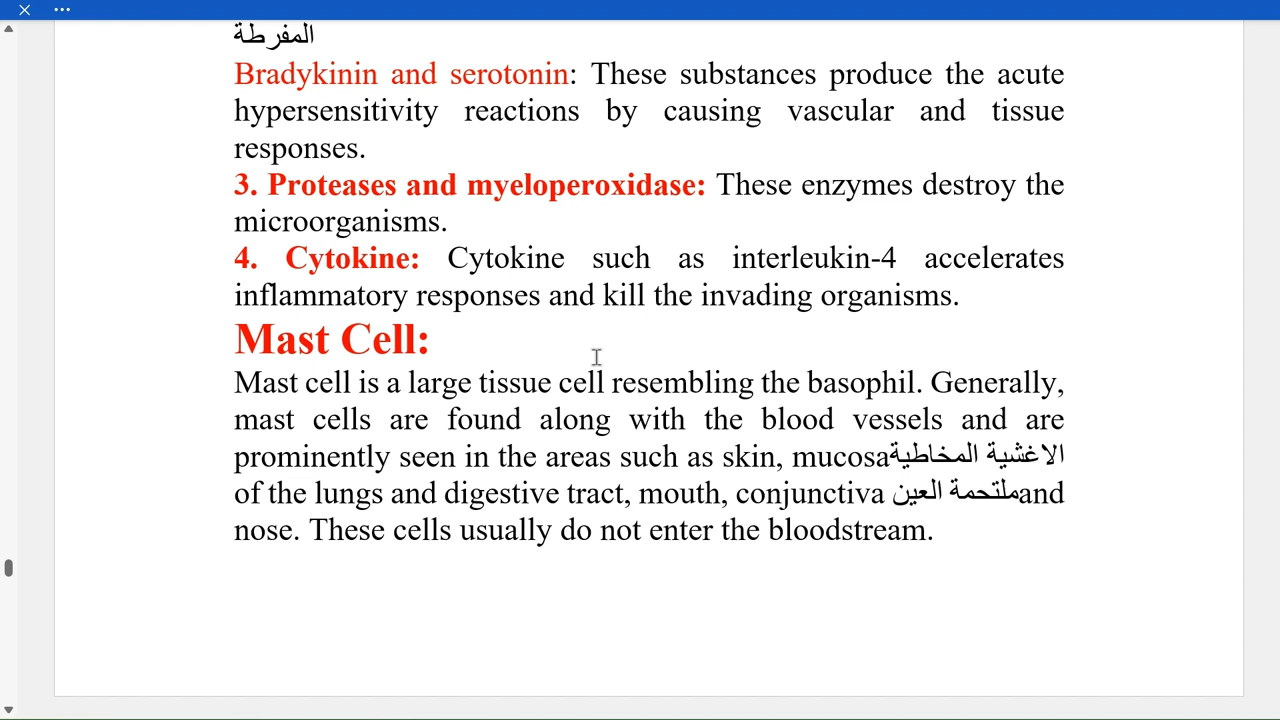 المفرطة
Bradykinin and serotonin: These substances produce the acute
hypersensitivity reactions by causing vascular and tissue
responses.
3. Proteases and myeloperoxidase: These enzymes destroy the
microorganisms.
4. Cytokine: Cytokine such as interleukin-4 accelerates
inflammatory responses and kill the invading organisms.
Mast Cell:
Mast cell is a large tissue cell resembling the basophil. Generally,
mast cells are found along with the blood vessels and are
prominently seen in the areas such as skin, mucosaالاغشية المخاطية
of the lungs and digestive tract, mouth, conjunctiva ملتحمة العينand
nose. These cells usually do not enter the bloodstream.